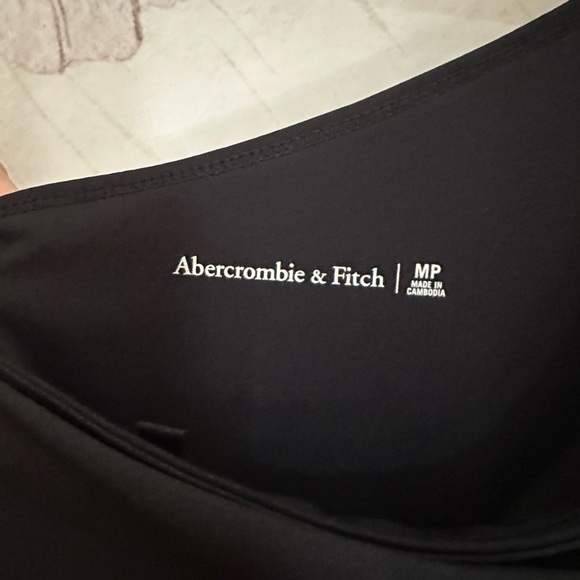 Abercrombie & Fitch | MP
MADE IN
CAMBODIA